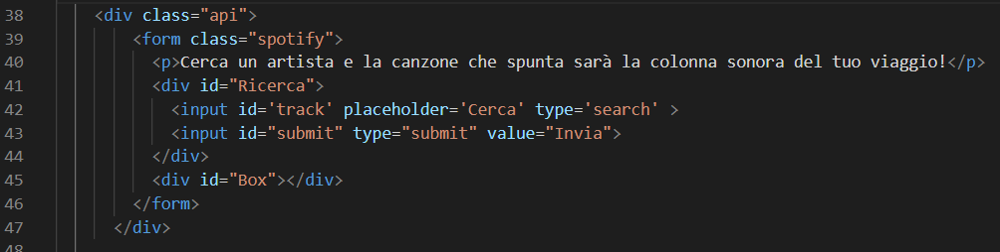 38 <div class="api">
39 <form class="spotify">
40 <p>Cerca un artista e la canzone che spunta sarà la colonna sonora del tuo viaggio!</p>
41 <div id="Ricerca">
42 <input id='track' placeholder='Cerca' type='search' >
43 <input id="submit" type="submit" value="Invia">
44 </div>
45 <div id="Box"></div>
46 </form>
47 </div>
48